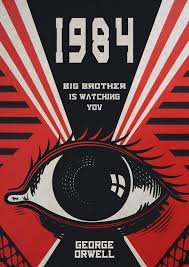 1984
BIG BROTHER
IS WATCHING
YOV
GEORGE
ORWELL